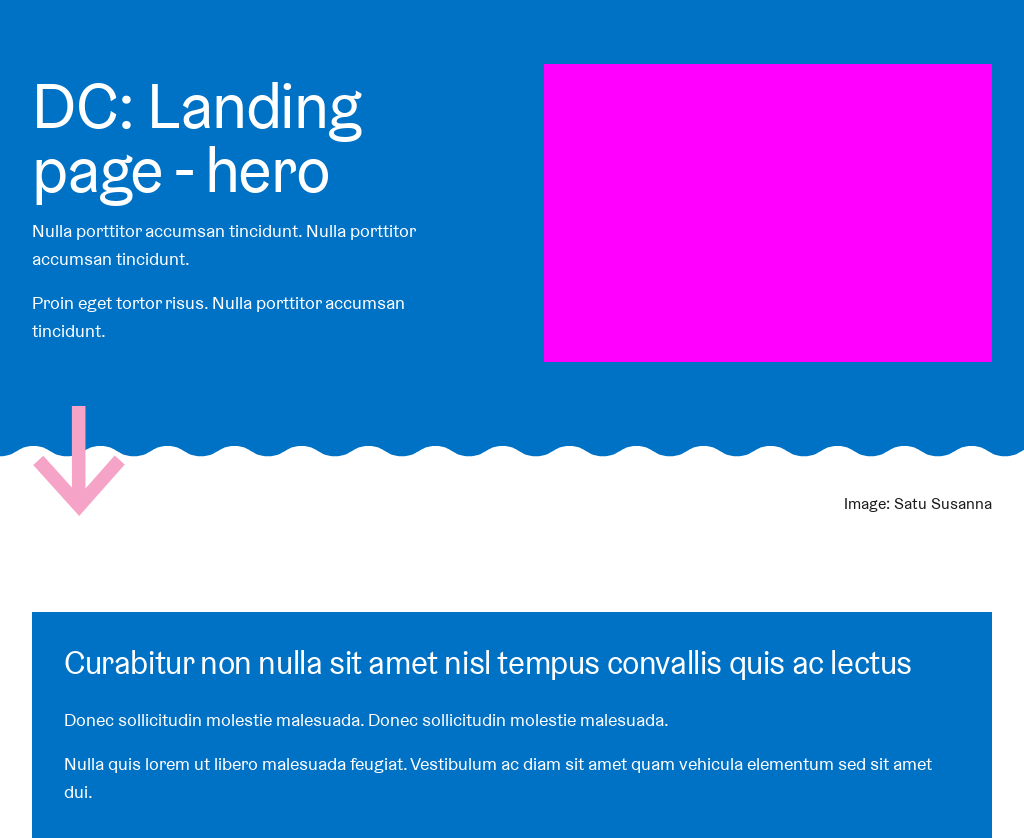 DC: Landing
page - hero
Nulla porttitor accumsan tincidunt. Nulla porttitor
accumsan tincidunt.
Proin eget tortor risus. Nulla porttitor accumsan
tincidunt.
Image: Satu Susanna
Curabitur non nulla sit amet nisl tempus convallis quis ac lectus
Donec sollicitudin molestie malesuada. Donec sollicitudin molestie malesuada.
Nulla quis lorem ut libero malesuada feugiat. Vestibulum ac diam sit amet quam vehicula elementum sed sit amet
dui.